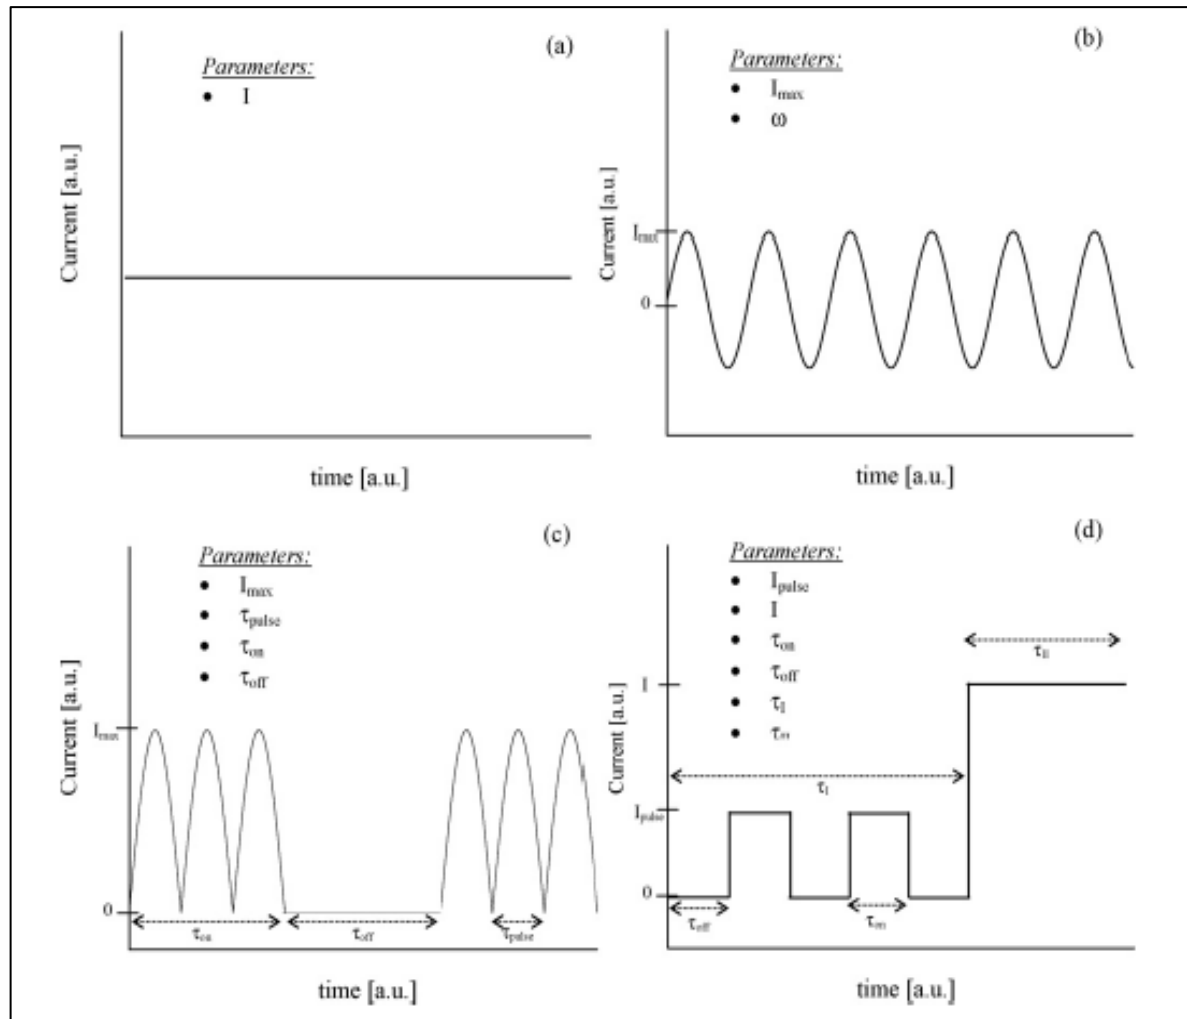 (a)
Parameters:
• I
Current [a.u.]
time [a.u.]
(b)
Parameters:
• Imax
• ω
Current [a.u.]
Imax
0
time [a.u.]
(c)
Parameters:
• Imax
• τpulse
• τon
• τoff
Current [a.u.]
Imax
0
τon
τoff
τpulse
time [a.u.]
(d)
Parameters:
• Ipulse
• I
• τon
• τoff
• τI
Current [a.u.]
I
τII
τI
Ipulse
0
τoff
τon
time [a.u.]